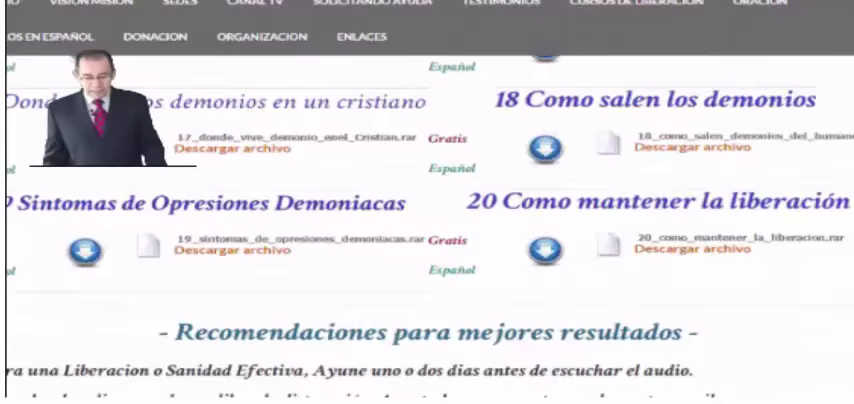 VISION MISION SEDES CANAL TV SOLICITANDO AYUDA TESTIMONIOS CURSOS DE LIBERACION ORACION
OS EN ESPAÑOL DONACION ORGANIZACION ENLACES
Español
os demonios en un cristiano
17_donde_vive_demonio_enel_Cristian.rar Gratis
Descargar archivo
Español
18 Como salen los demonios
18_como_salen_demonios_del_humano
Descargar archivo
9 Sintomas de Opresiones Demoniacas
19_sintomas_de_opresiones_demoniacas.rar Gratis
Descargar archivo
Español
20 Como mantener la liberación
20_como_mantener_la_liberacion.rar
Descargar archivo
- Recomendaciones para mejores resultados -
ra una Liberacion o Sanidad Efectiva, Ayune uno o dos dias antes de escuchar el audio.